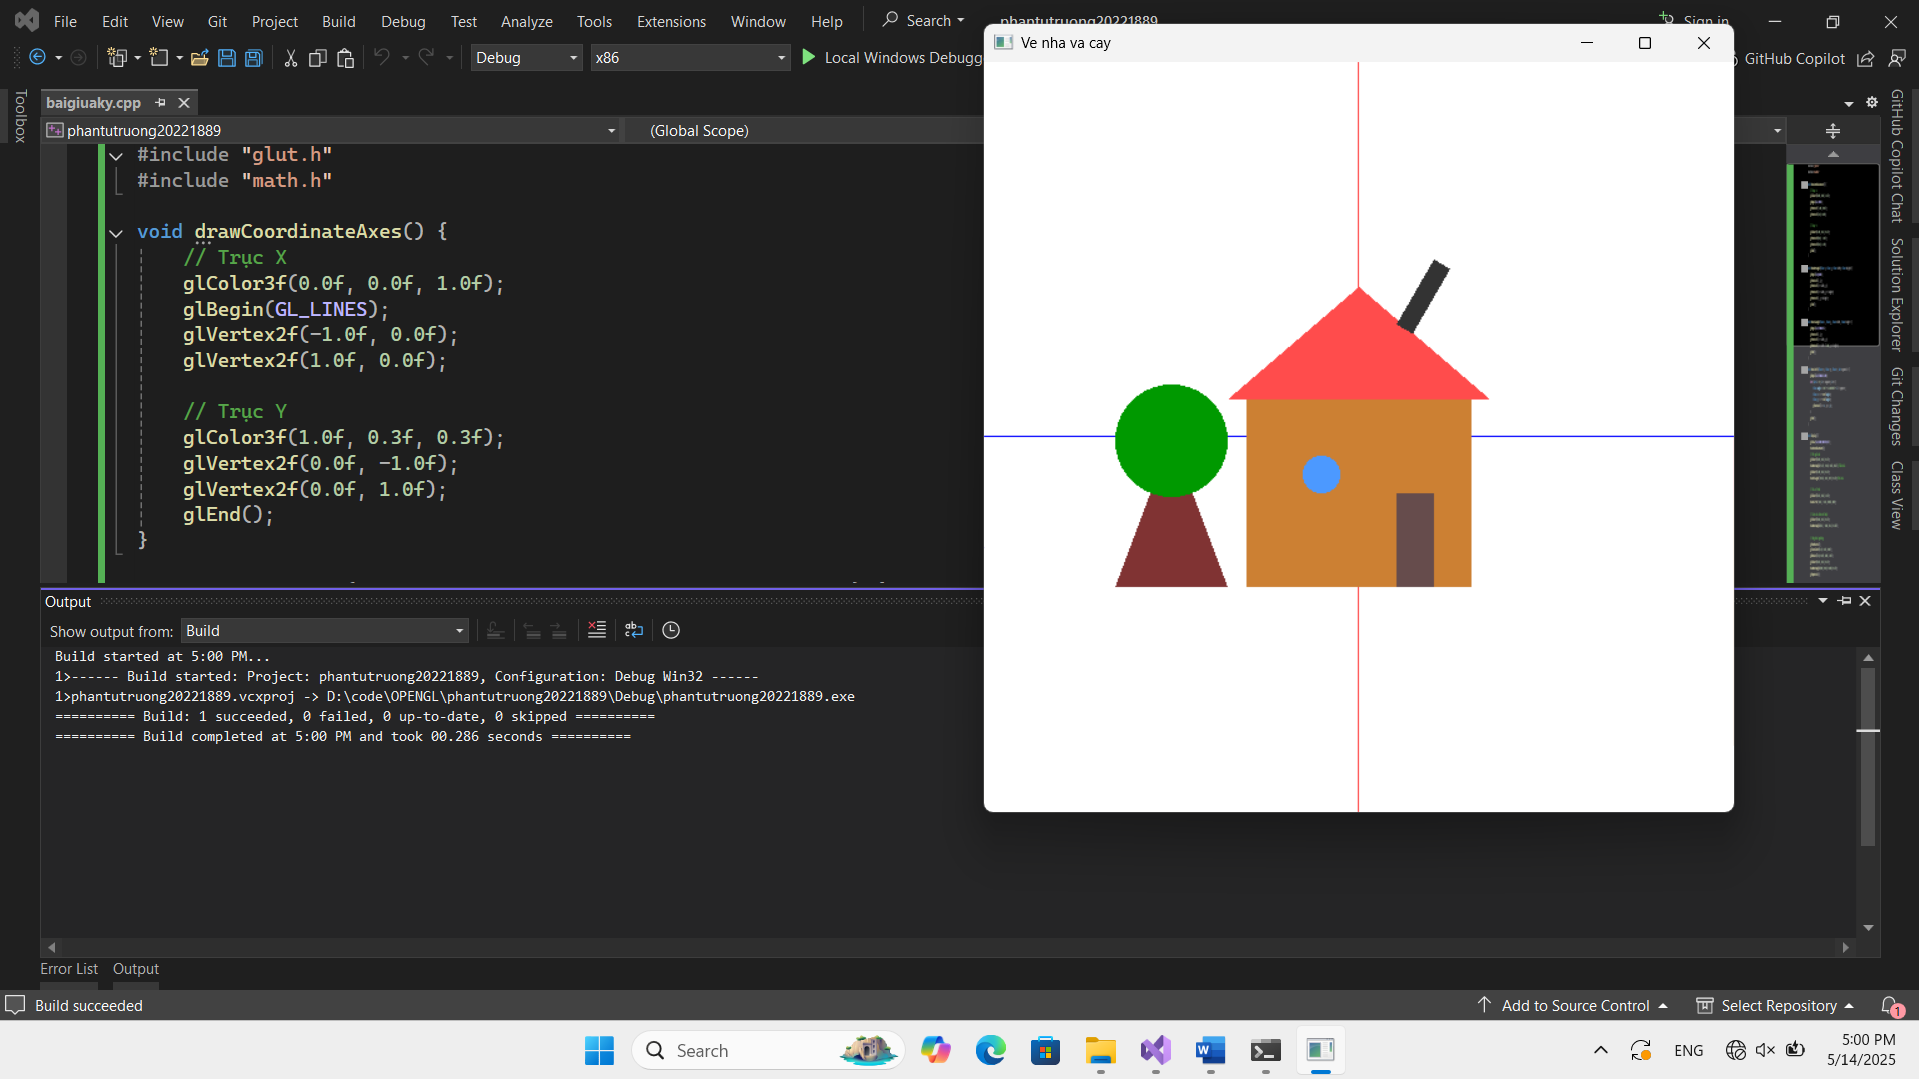 File Edit View Git Project Build Debug Test Analyze Tools Extensions Window Help Search phantutruong20221889 Sign in
Debug x86 Local Windows Debugg GitHub Copilot
Toolbox
baigiuaky.cpp
phantutruong20221889 (Global Scope)
#include "glut.h"
#include "math.h"
void drawCoordinateAxes() {
// Trục X
glColor3f(0.0f, 0.0f, 1.0f);
glBegin(GL_LINES);
glVertex2f(-1.0f, 0.0f);
glVertex2f(1.0f, 0.0f);
// Trục Y
glColor3f(1.0f, 0.3f, 0.3f);
glVertex2f(0.0f, -1.0f);
glVertex2f(0.0f, 1.0f);
glEnd();
}
Ve nha va cay
GitHub Copilot Chat
Solution Explorer
Git Changes
Class View
Output
Show output from: Build
Build started at 5:00 PM...
1>------ Build started: Project: phantutruong20221889, Configuration: Debug Win32 ------
1>phantutruong20221889.vcxproj -> D:\code\OPENGL\phantutruong20221889\Debug\phantutruong20221889.exe
========== Build: 1 succeeded, 0 failed, 0 up-to-date, 0 skipped ==========
========== Build completed at 5:00 PM and took 00.286 seconds ==========
Error List Output
Build succeeded Add to Source Control Select Repository 1
Search ENG 5:00 PM
5/14/2025